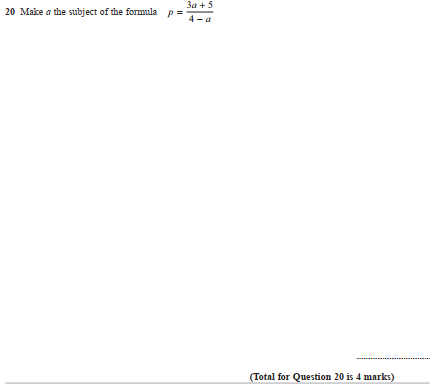 20 Make a the subject of the formula p = (3a + 5)/(4 – a)
(Total for Question 20 is 4 marks)